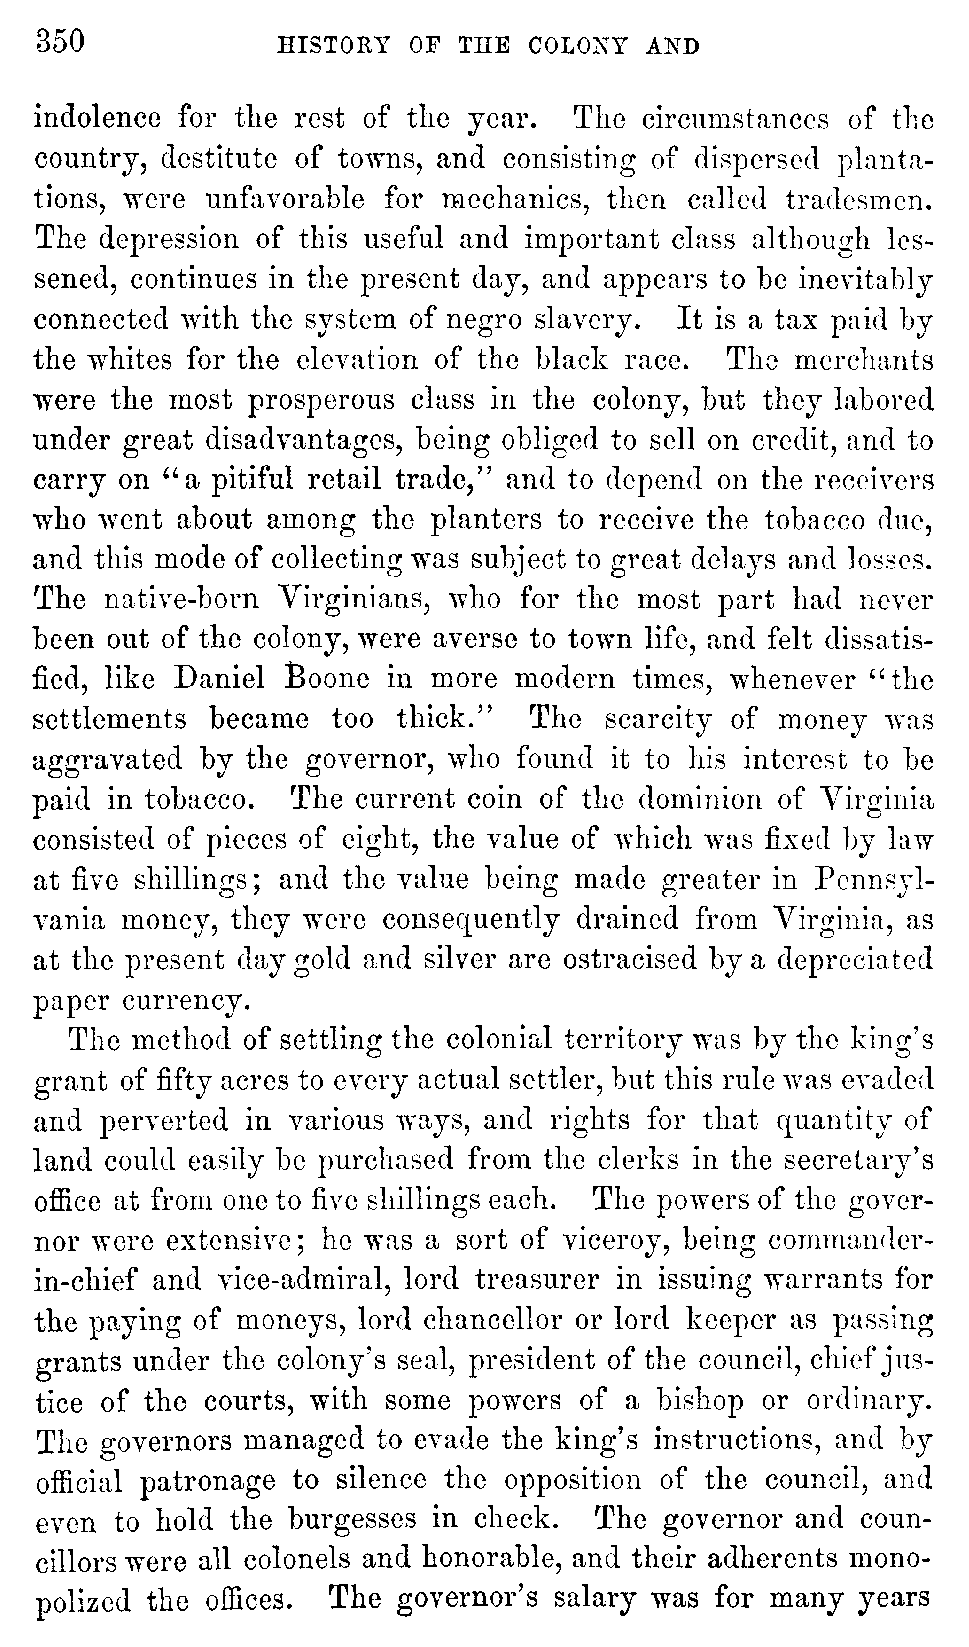 350 HISTORY OF THE COLONY AND
indolence for the rest of the year. The circumstances of the
country, destitute of towns, and consisting of dispersed planta-
tions, were unfavorable for mechanics, then called tradesmen.
The depression of this useful and important class although les-
sened, continues in the present day, and appears to be inevitably
connected with the system of negro slavery. It is a tax paid by
the whites for the elevation of the black race. The merchants
were the most prosperous class in the colony, but they labored
under great disadvantages, being obliged to sell on credit, and to
carry on "a pitiful retail trade," and to depend on the receivers
who went about among the planters to receive the tobacco due,
and this mode of collecting was subject to great delays and losses.
The native-born Virginians, who for the most part had never
been out of the colony, were averse to town life, and felt dissatis-
fied, like Daniel Boone in more modern times, whenever "the
settlements became too thick." The scarcity of money was
aggravated by the governor, who found it to his interest to be
paid in tobacco. The current coin of the dominion of Virginia
consisted of pieces of eight, the value of which was fixed by law
at five shillings; and the value being made greater in Pennsyl-
vania money, they were consequently drained from Virginia, as
at the present day gold and silver are ostracised by a depreciated
paper currency.
The method of settling the colonial territory was by the king's
grant of fifty acres to every actual settler, but this rule was evaded
and perverted in various ways, and rights for that quantity of
land could easily be purchased from the clerks in the secretary's
office at from one to five shillings each. The powers of the gover-
nor were extensive; he was a sort of viceroy, being commander-
in-chief and vice-admiral, lord treasurer in issuing warrants for
the paying of moneys, lord chancellor or lord keeper as passing
grants under the colony's seal, president of the council, chief jus-
tice of the courts, with some powers of a bishop or ordinary.
The governors managed to evade the king's instructions, and by
official patronage to silence the opposition of the council, and
even to hold the burgesses in check. The governor and coun-
cillors were all colonels and honorable, and their adherents mono-
polized the offices. The governor's salary was for many years